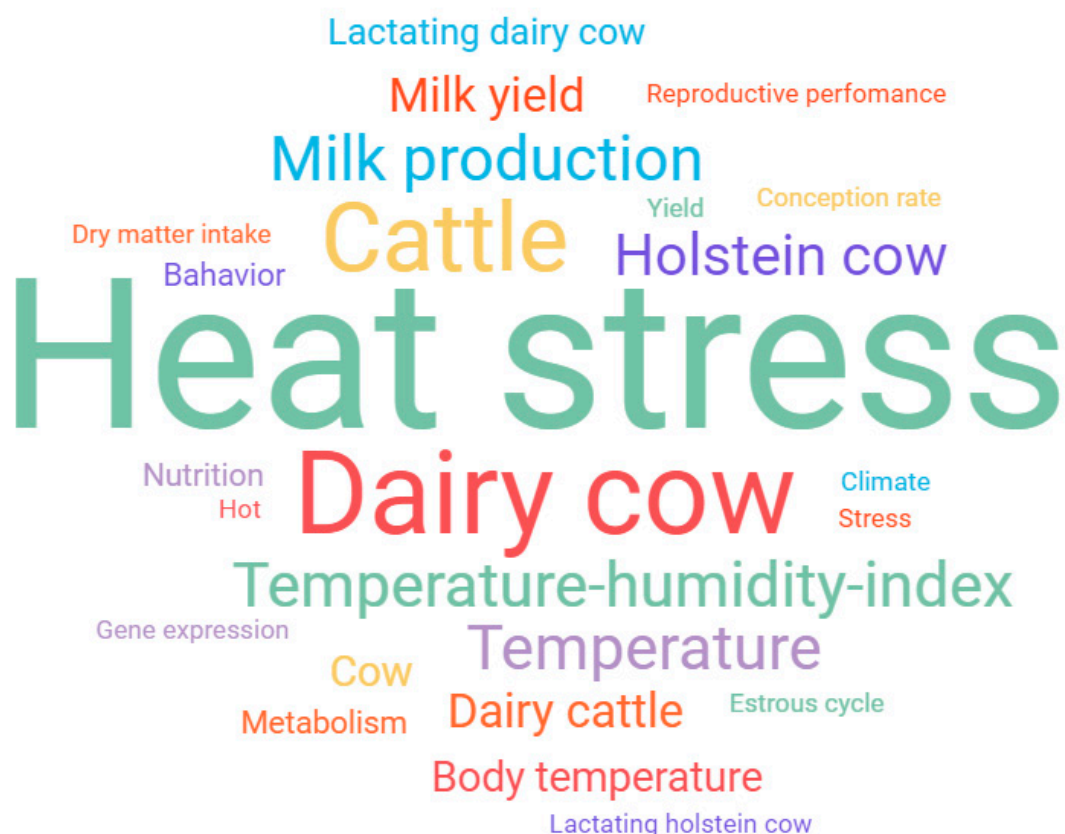 Lactating dairy cow
Milk yield
Reproductive perfomance
Milk production
Conception rate
Yield
Cattle
Dry matter intake
Holstein cow
Bahavior
Heat stress
Nutrition
Dairy cow
Climate
Hot
Stress
Temperature-humidity-index
Gene expression
Temperature
Cow
Estrous cycle
Metabolism
Dairy cattle
Body temperature
Lactating holstein cow